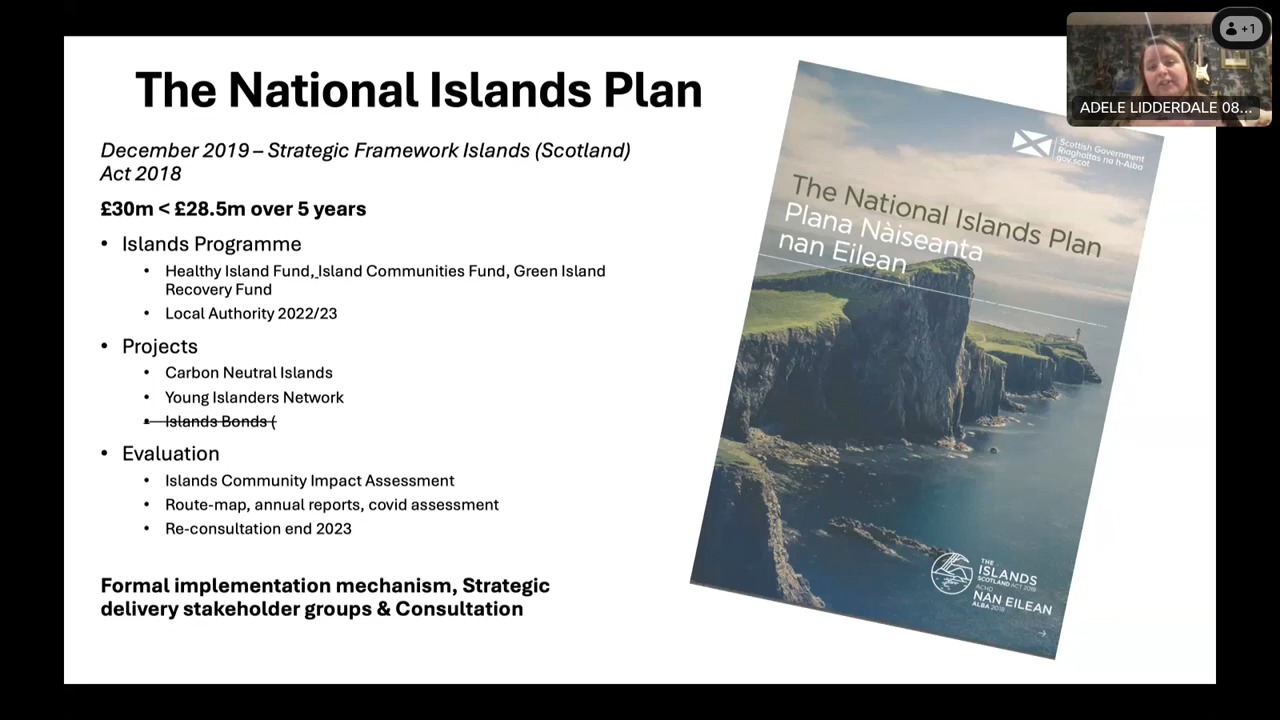 The National Islands Plan
December 2019 – Strategic Framework Islands (Scotland)
Act 2018
£30m < £28.5m over 5 years
• Islands Programme
• Healthy Island Fund, Island Communities Fund, Green Island
Recovery Fund
• Local Authority 2022/23
• Projects
• Carbon Neutral Islands
• Young Islanders Network
• Islands Bonds (
• Evaluation
• Islands Community Impact Assessment
• Route-map, annual reports, covid assessment
• Re-consultation end 2023
Formal implementation mechanism, Strategic
delivery stakeholder groups & Consultation
Scottish Government
Riaghaltas na h-Alba
gov.scot
The National Islands Plan
Plana Nàiseanta
nan Eilean
THE
ISLANDS
SCOTLAND ACT 2018
ACHD
NAN EILEAN
ALBA 2018
+1
ADELE LIDDERDALE 08...